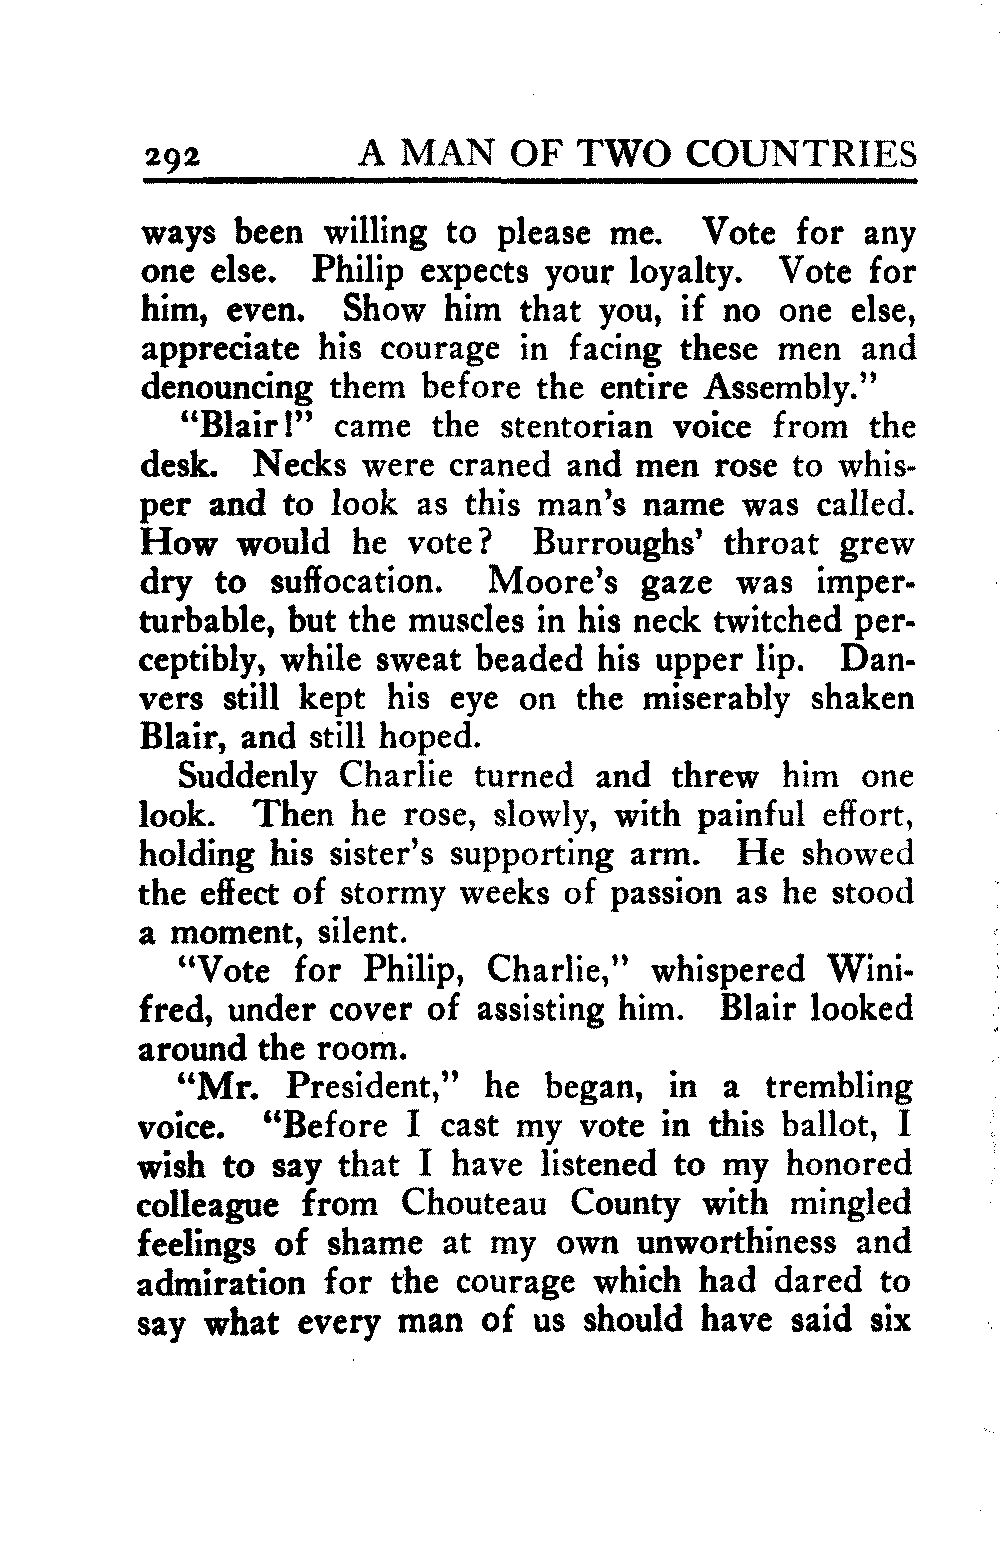 292 A MAN OF TWO COUNTRIES
ways been willing to please me. Vote for any
one else. Philip expects your loyalty. Vote for
him, even. Show him that you, if no one else,
appreciate his courage in facing these men and
denouncing them before the entire Assembly."
"Blair!" came the stentorian voice from the
desk. Necks were craned and men rose to whis-
per and to look as this man's name was called.
How would he vote? Burroughs' throat grew
dry to suffocation. Moore's gaze was imper-
turbable, but the muscles in his neck twitched per-
ceptibly, while sweat beaded his upper lip. Dan-
vers still kept his eye on the miserably shaken
Blair, and still hoped.
Suddenly Charlie turned and threw him one
look. Then he rose, slowly, with painful effort,
holding his sister's supporting arm. He showed
the effect of stormy weeks of passion as he stood
a moment, silent.
"Vote for Philip, Charlie," whispered Wini-
fred, under cover of assisting him. Blair looked
around the room.
"Mr. President," he began, in a trembling
voice. "Before I cast my vote in this ballot, I
wish to say that I have listened to my honored
colleague from Chouteau County with mingled
feelings of shame at my own unworthiness and
admiration for the courage which had dared to
say what every man of us should have said six